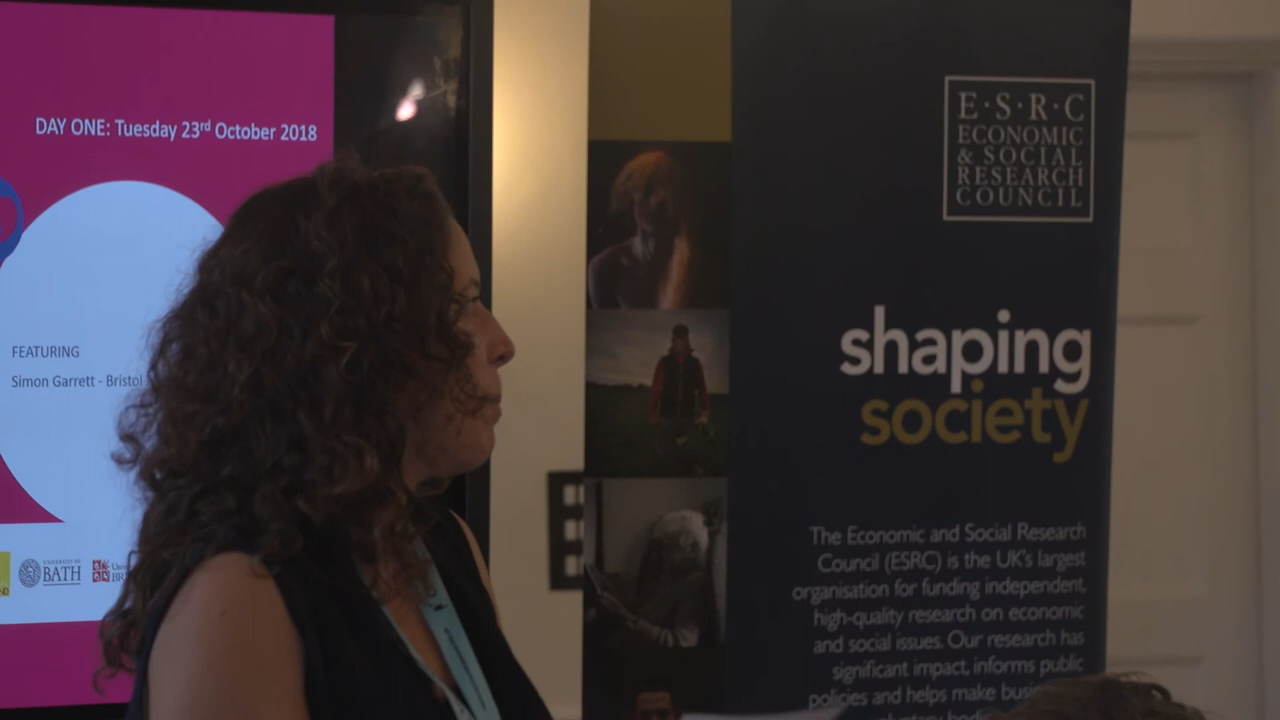 DAY ONE: Tuesday 23rd October 2018
FEATURING
Simon Garrett - Bristol
UNIVERSITY OF
BATH
E·S·R·C
ECONOMIC
& SOCIAL
RESEARCH
COUNCIL
shaping
society
The Economic and Social Research
Council (ESRC) is the UK's largest
organisation for funding independent,
high-quality research on economic
and social issues. Our research has
significant impact, informs public
policies and helps make